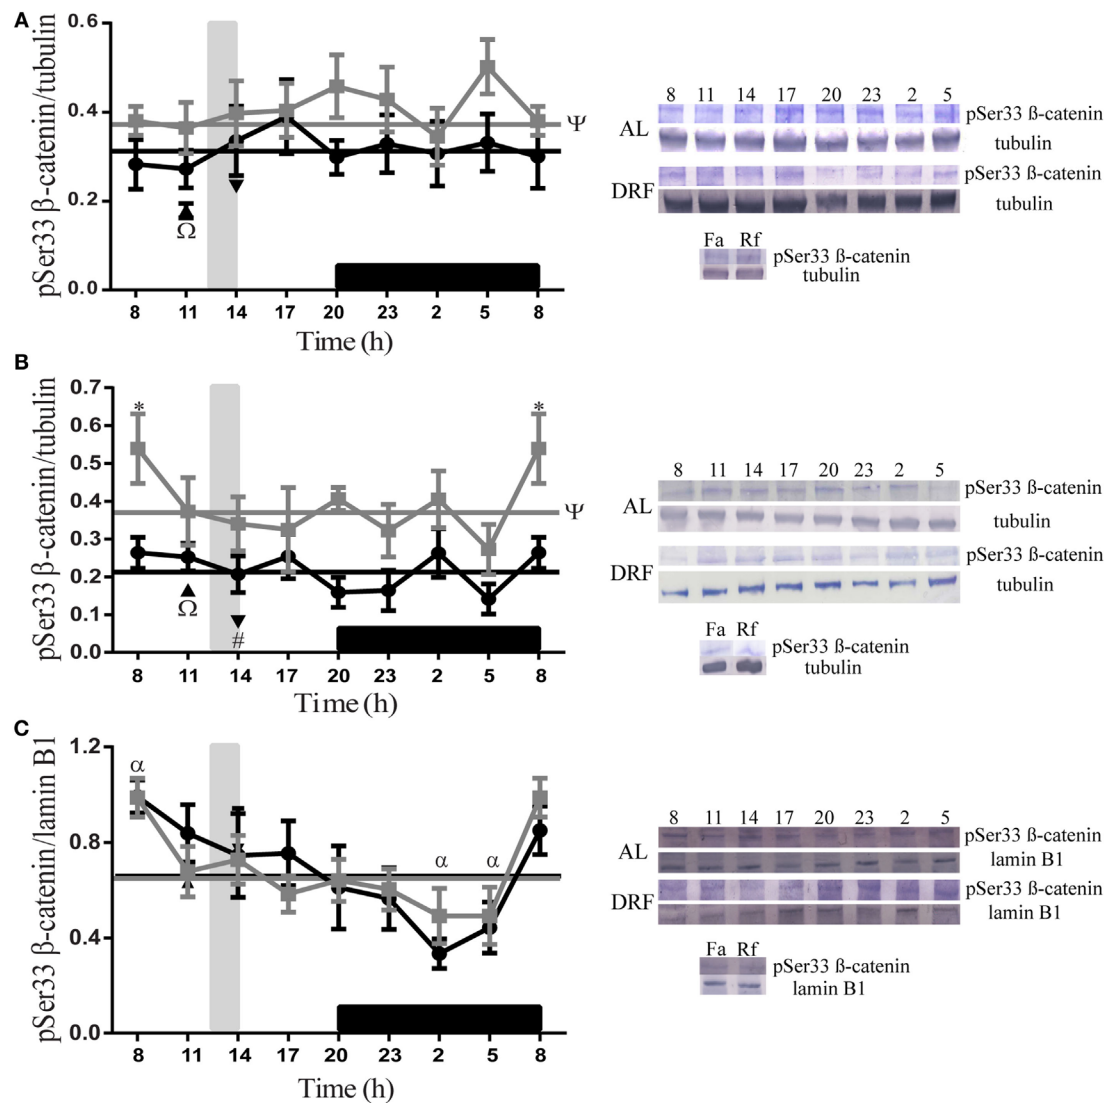 A
pSer33 β-catenin/tubulin
0.6
0.4
0.2
0.0
Ψ
Ω
8 11 14 17 20 23 2 5 8
Time (h)
8 11 14 17 20 23 2 5
AL
pSer33 ß-catenin
tubulin
DRF
pSer33 ß-catenin
tubulin
Fa Rf
pSer33 ß-catenin
tubulin
B
pSer33 β-catenin/tubulin
0.7
0.6
0.5
0.4
0.3
0.2
0.1
0.0
* *
Ψ
Ω
#
8 11 14 17 20 23 2 5 8
Time (h)
8 11 14 17 20 23 2 5
AL
pSer33 ß-catenin
tubulin
DRF
pSer33 ß-catenin
tubulin
Fa Rf
pSer33 ß-catenin
tubulin
C
pSer33 β-catenin/lamin B1
1.2
0.8
0.4
0.0
α α α
8 11 14 17 20 23 2 5 8
Time (h)
8 11 14 17 20 23 2 5
AL
pSer33 ß-catenin
lamin B1
DRF
pSer33 ß-catenin
lamin B1
Fa Rf
pSer33 ß-catenin
lamin B1